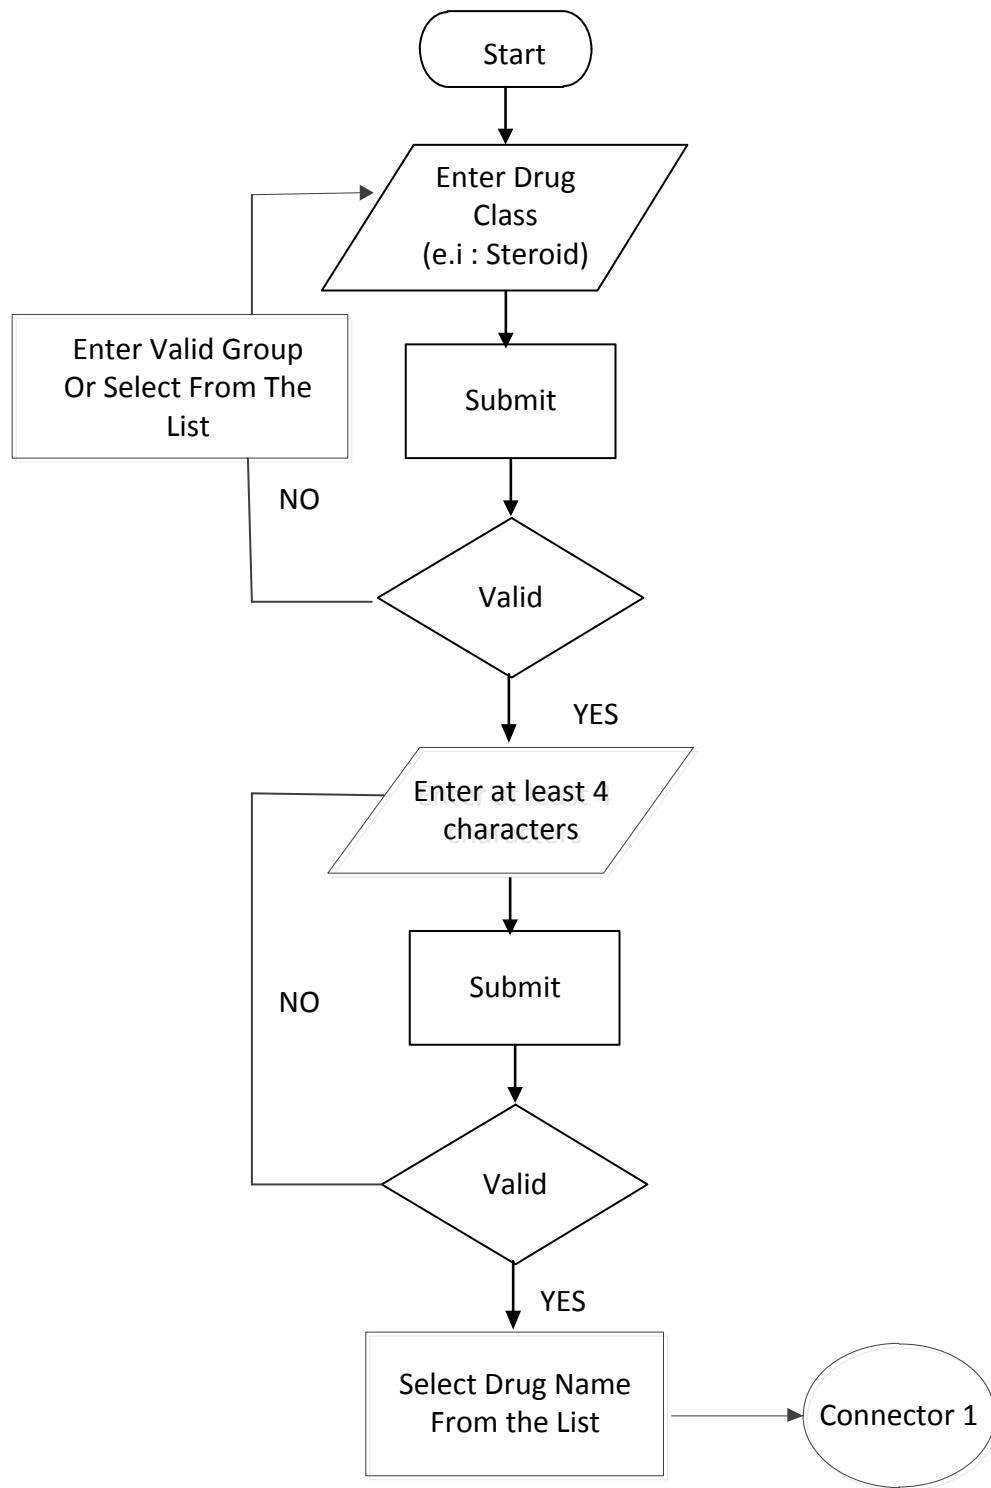 Start
Enter Drug
Class
(e.i : Steroid)
Enter Valid Group
Or Select From The
List
Submit
NO
Valid
YES
Enter at least 4
characters
Submit
NO
Valid
YES
Select Drug Name
From the List
Connector 1